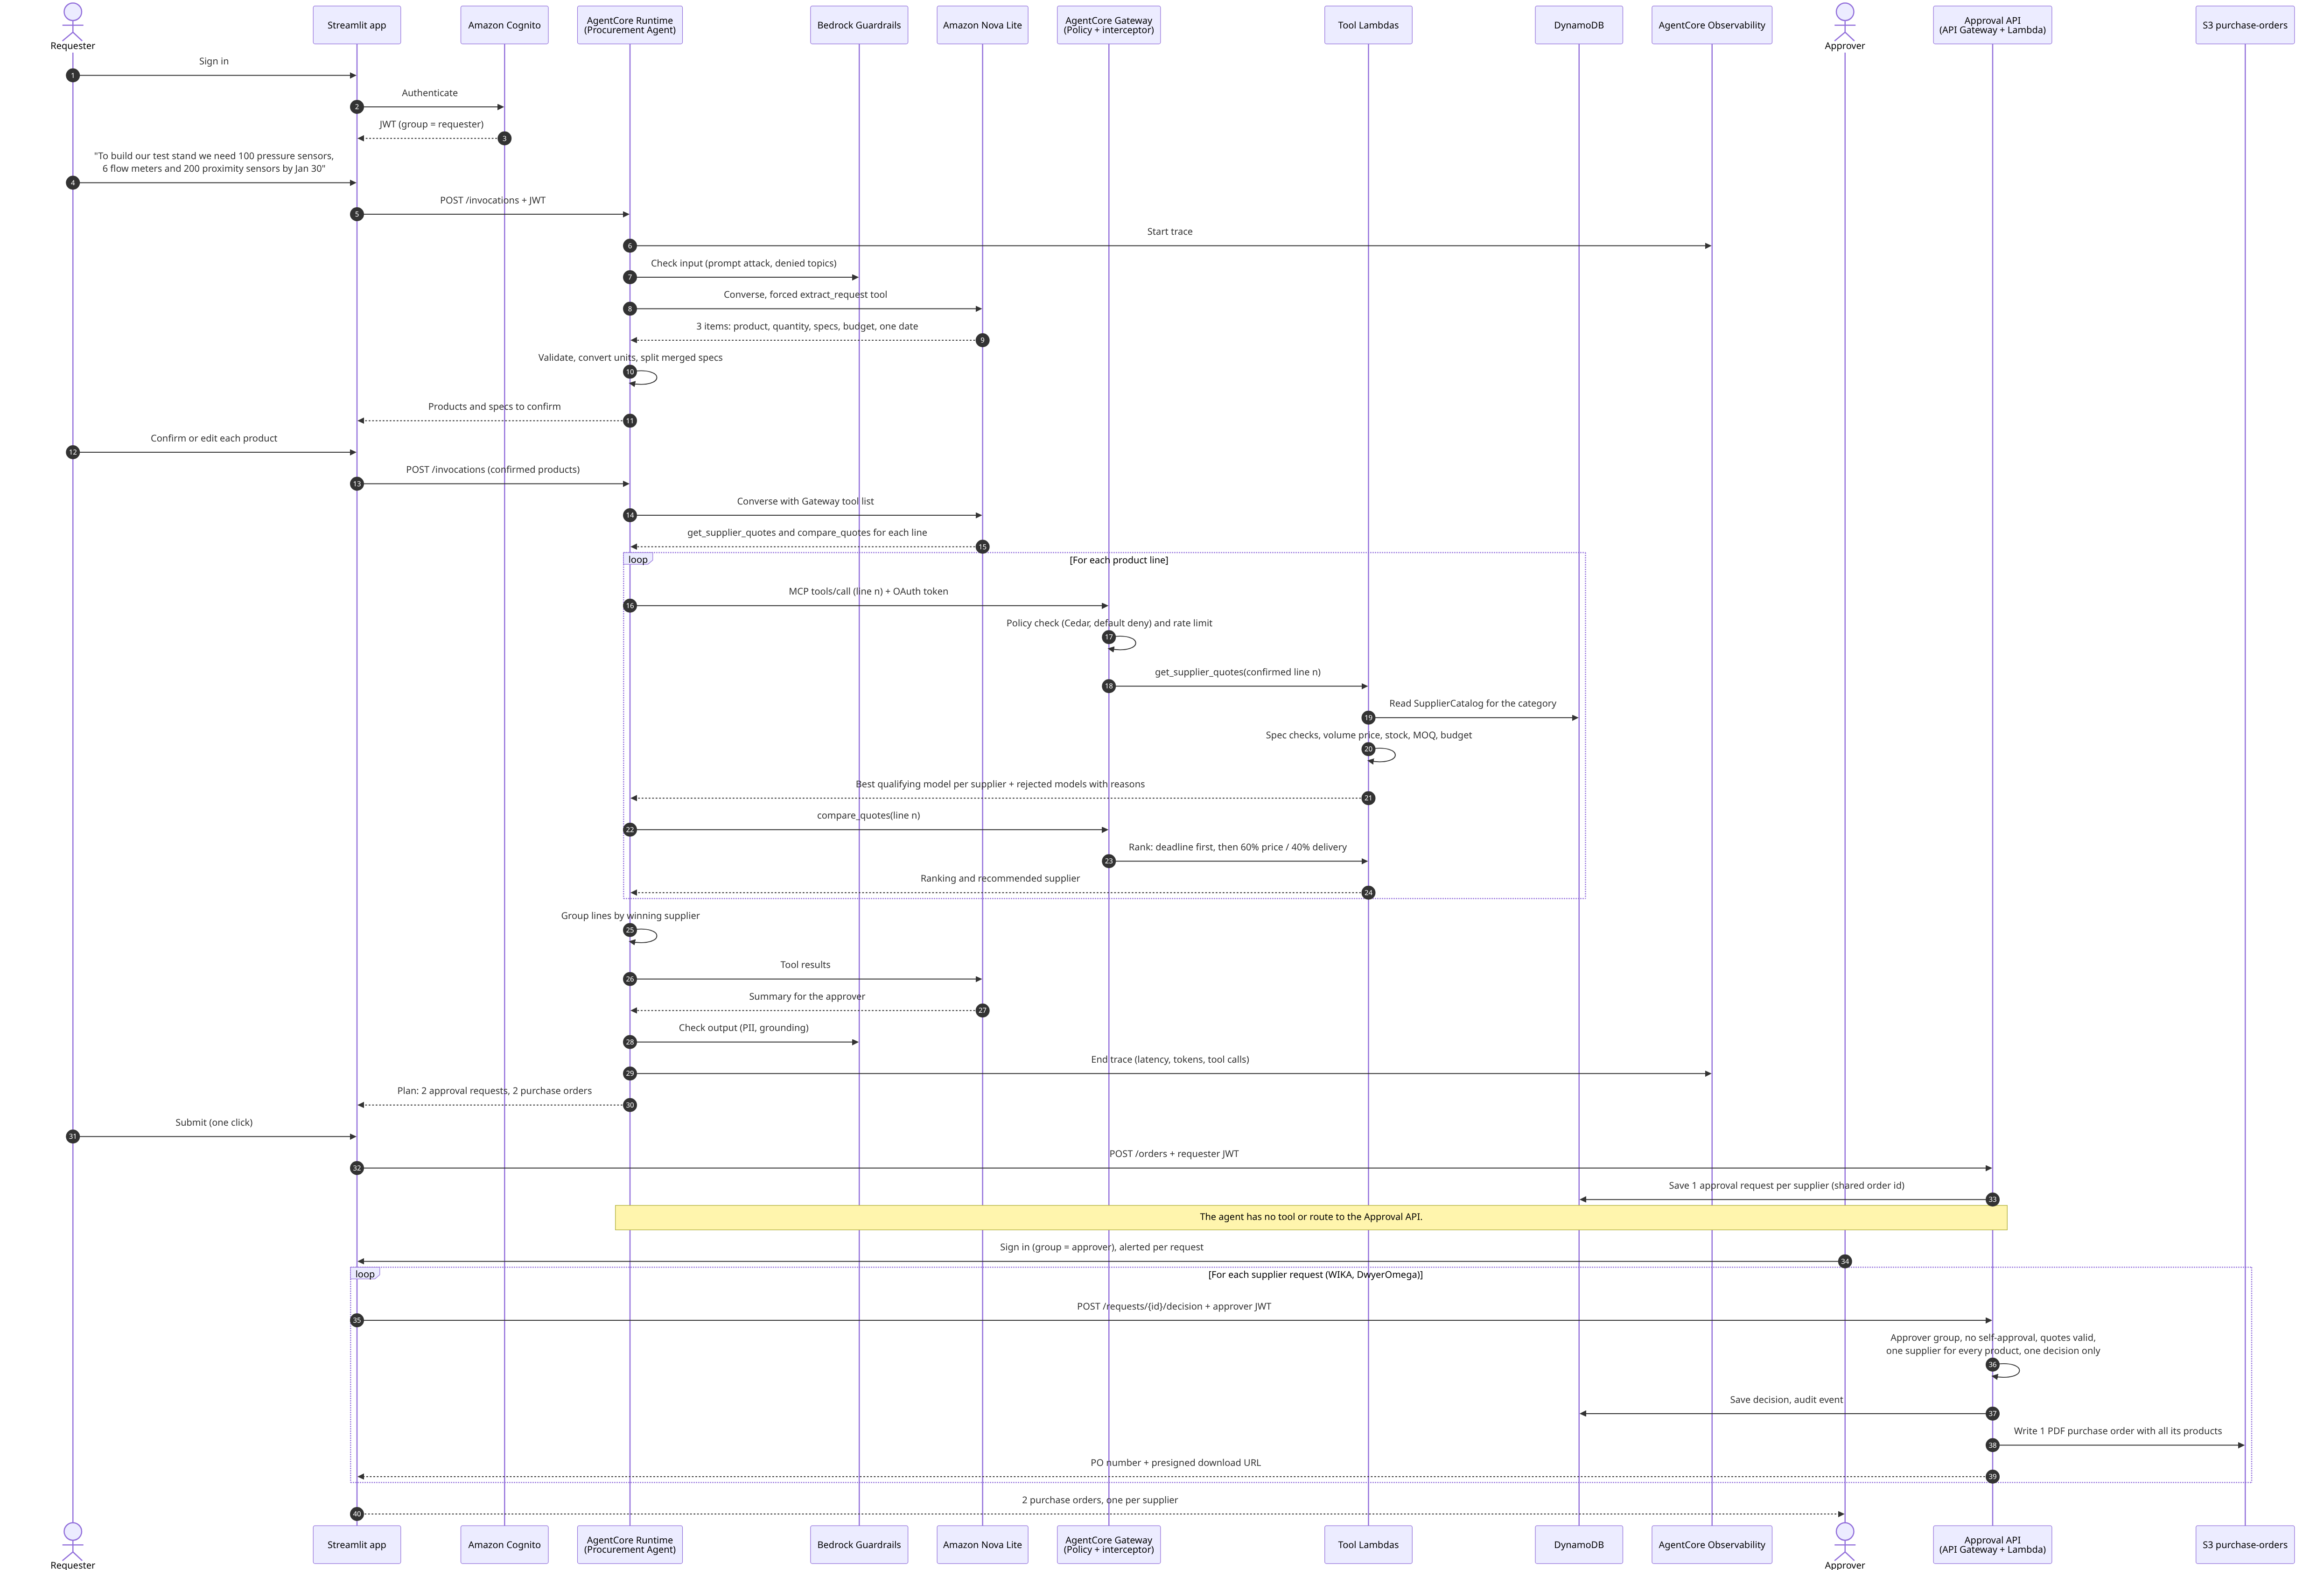 Requester
Streamlit app
Amazon Cognito
AgentCore Runtime
(Procurement Agent)
Bedrock Guardrails
Amazon Nova Lite
AgentCore Gateway
(Policy + interceptor)
Tool Lambdas
DynamoDB
AgentCore Observability
Approver
Approval API
(API Gateway + Lambda)
S3 purchase-orders
Sign in
1
Authenticate
2
JWT (group = requester)
3
"To build our test stand we need 100 pressure sensors,
6 flow meters and 200 proximity sensors by Jan 30"
4
POST /invocations + JWT
5
Start trace
6
Check input (prompt attack, denied topics)
7
Converse, forced extract_request tool
8
3 items: product, quantity, specs, budget, one date
9
Validate, convert units, split merged specs
10
Products and specs to confirm
11
Confirm or edit each product
12
POST /invocations (confirmed products)
13
Converse with Gateway tool list
14
get_supplier_quotes and compare_quotes for each line
15
loop
[For each product line]
MCP tools/call (line n) + OAuth token
16
Policy check (Cedar, default deny) and rate limit
17
get_supplier_quotes(confirmed line n)
18
Read SupplierCatalog for the category
19
Spec checks, volume price, stock, MOQ, budget
20
Best qualifying model per supplier + rejected models with reasons
21
compare_quotes(line n)
22
Rank: deadline first, then 60% price / 40% delivery
23
Ranking and recommended supplier
24
Group lines by winning supplier
25
Tool results
26
Summary for the approver
27
Check output (PII, grounding)
28
End trace (latency, tokens, tool calls)
29
Plan: 2 approval requests, 2 purchase orders
30
Submit (one click)
31
POST /orders + requester JWT
32
Save 1 approval request per supplier (shared order id)
33
The agent has no tool or route to the Approval API.
Sign in (group = approver), alerted per request
34
loop
[For each supplier request (WIKA, DwyerOmega)]
POST /requests/{id}/decision + approver JWT
35
Approver group, no self-approval, quotes valid,
one supplier for every product, one decision only
36
Save decision, audit event
37
Write 1 PDF purchase order with all its products
38
PO number + presigned download URL
39
2 purchase orders, one per supplier
40
Requester
Streamlit app
Amazon Cognito
AgentCore Runtime
(Procurement Agent)
Bedrock Guardrails
Amazon Nova Lite
AgentCore Gateway
(Policy + interceptor)
Tool Lambdas
DynamoDB
AgentCore Observability
Approver
Approval API
(API Gateway + Lambda)
S3 purchase-orders